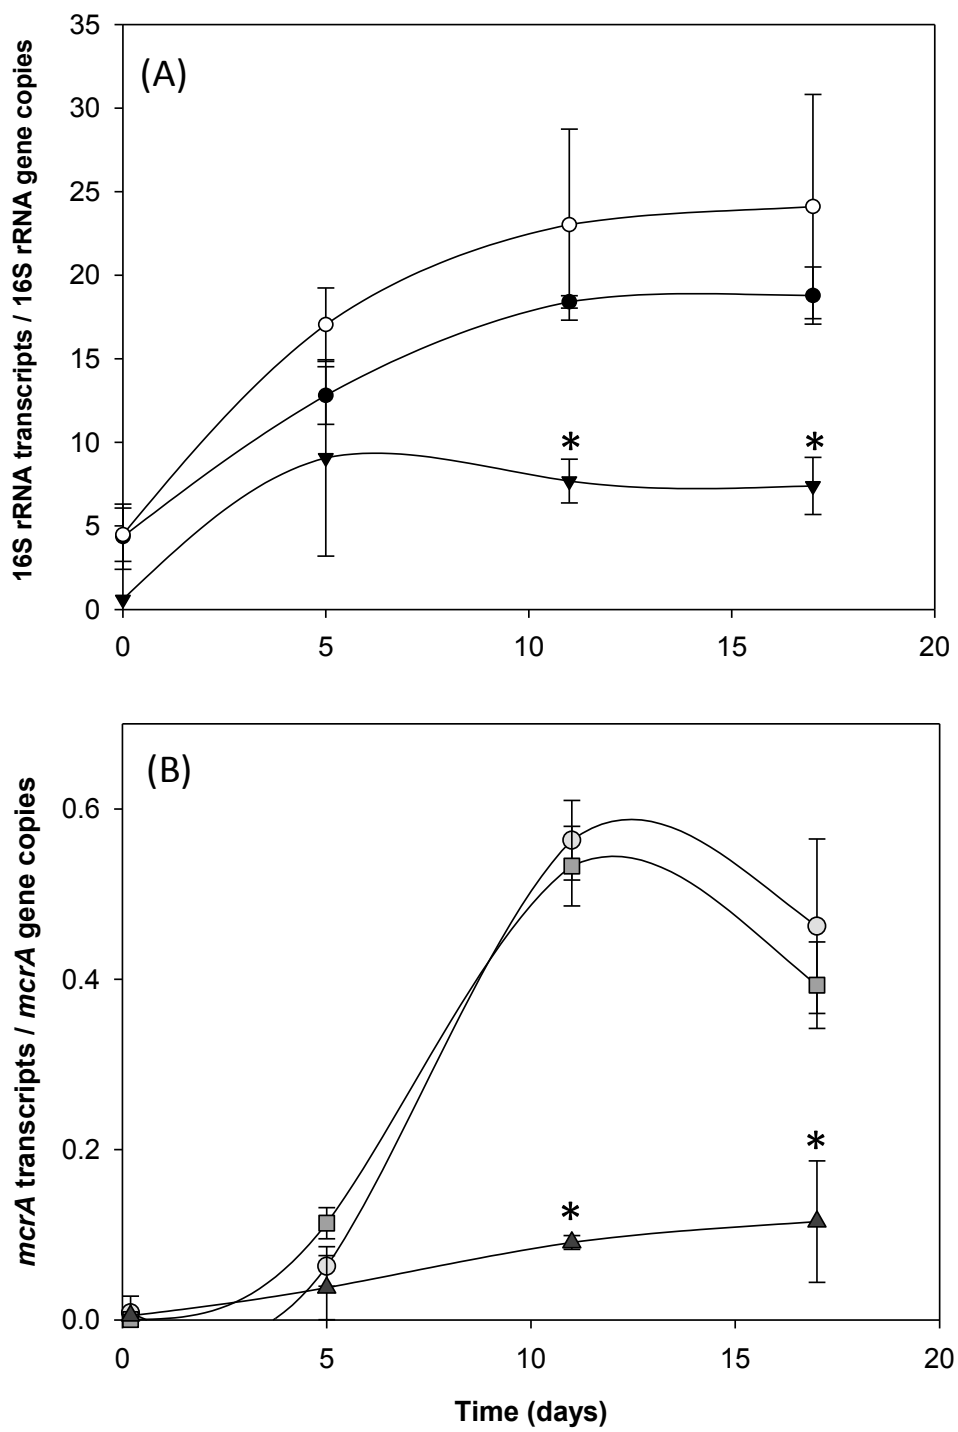 (A)
16S rRNA transcripts / 16S rRNA gene copies
35
30
25
20
15
10
5
0
* *
0 5 10 15 20
(B)
mcrA transcripts / mcrA gene copies
0.6
0.4
0.2
0.0
*
*
0 5 10 15 20
Time (days)